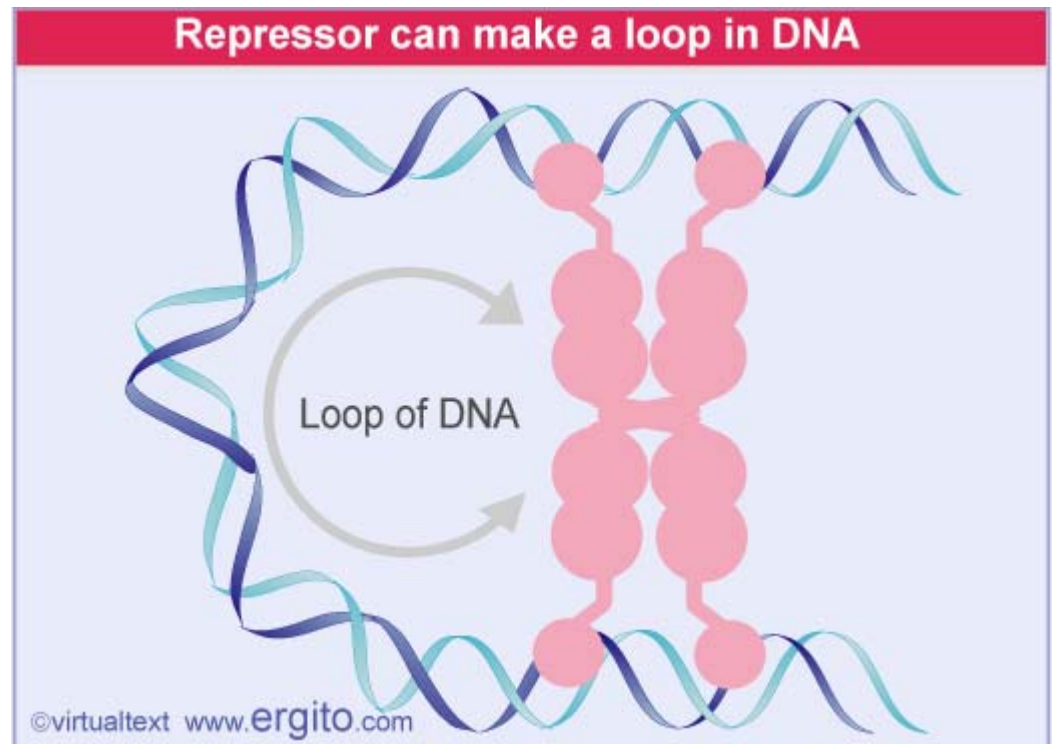 Repressor can make a loop in DNA
Loop of DNA
©virtualtext www.ergito.com